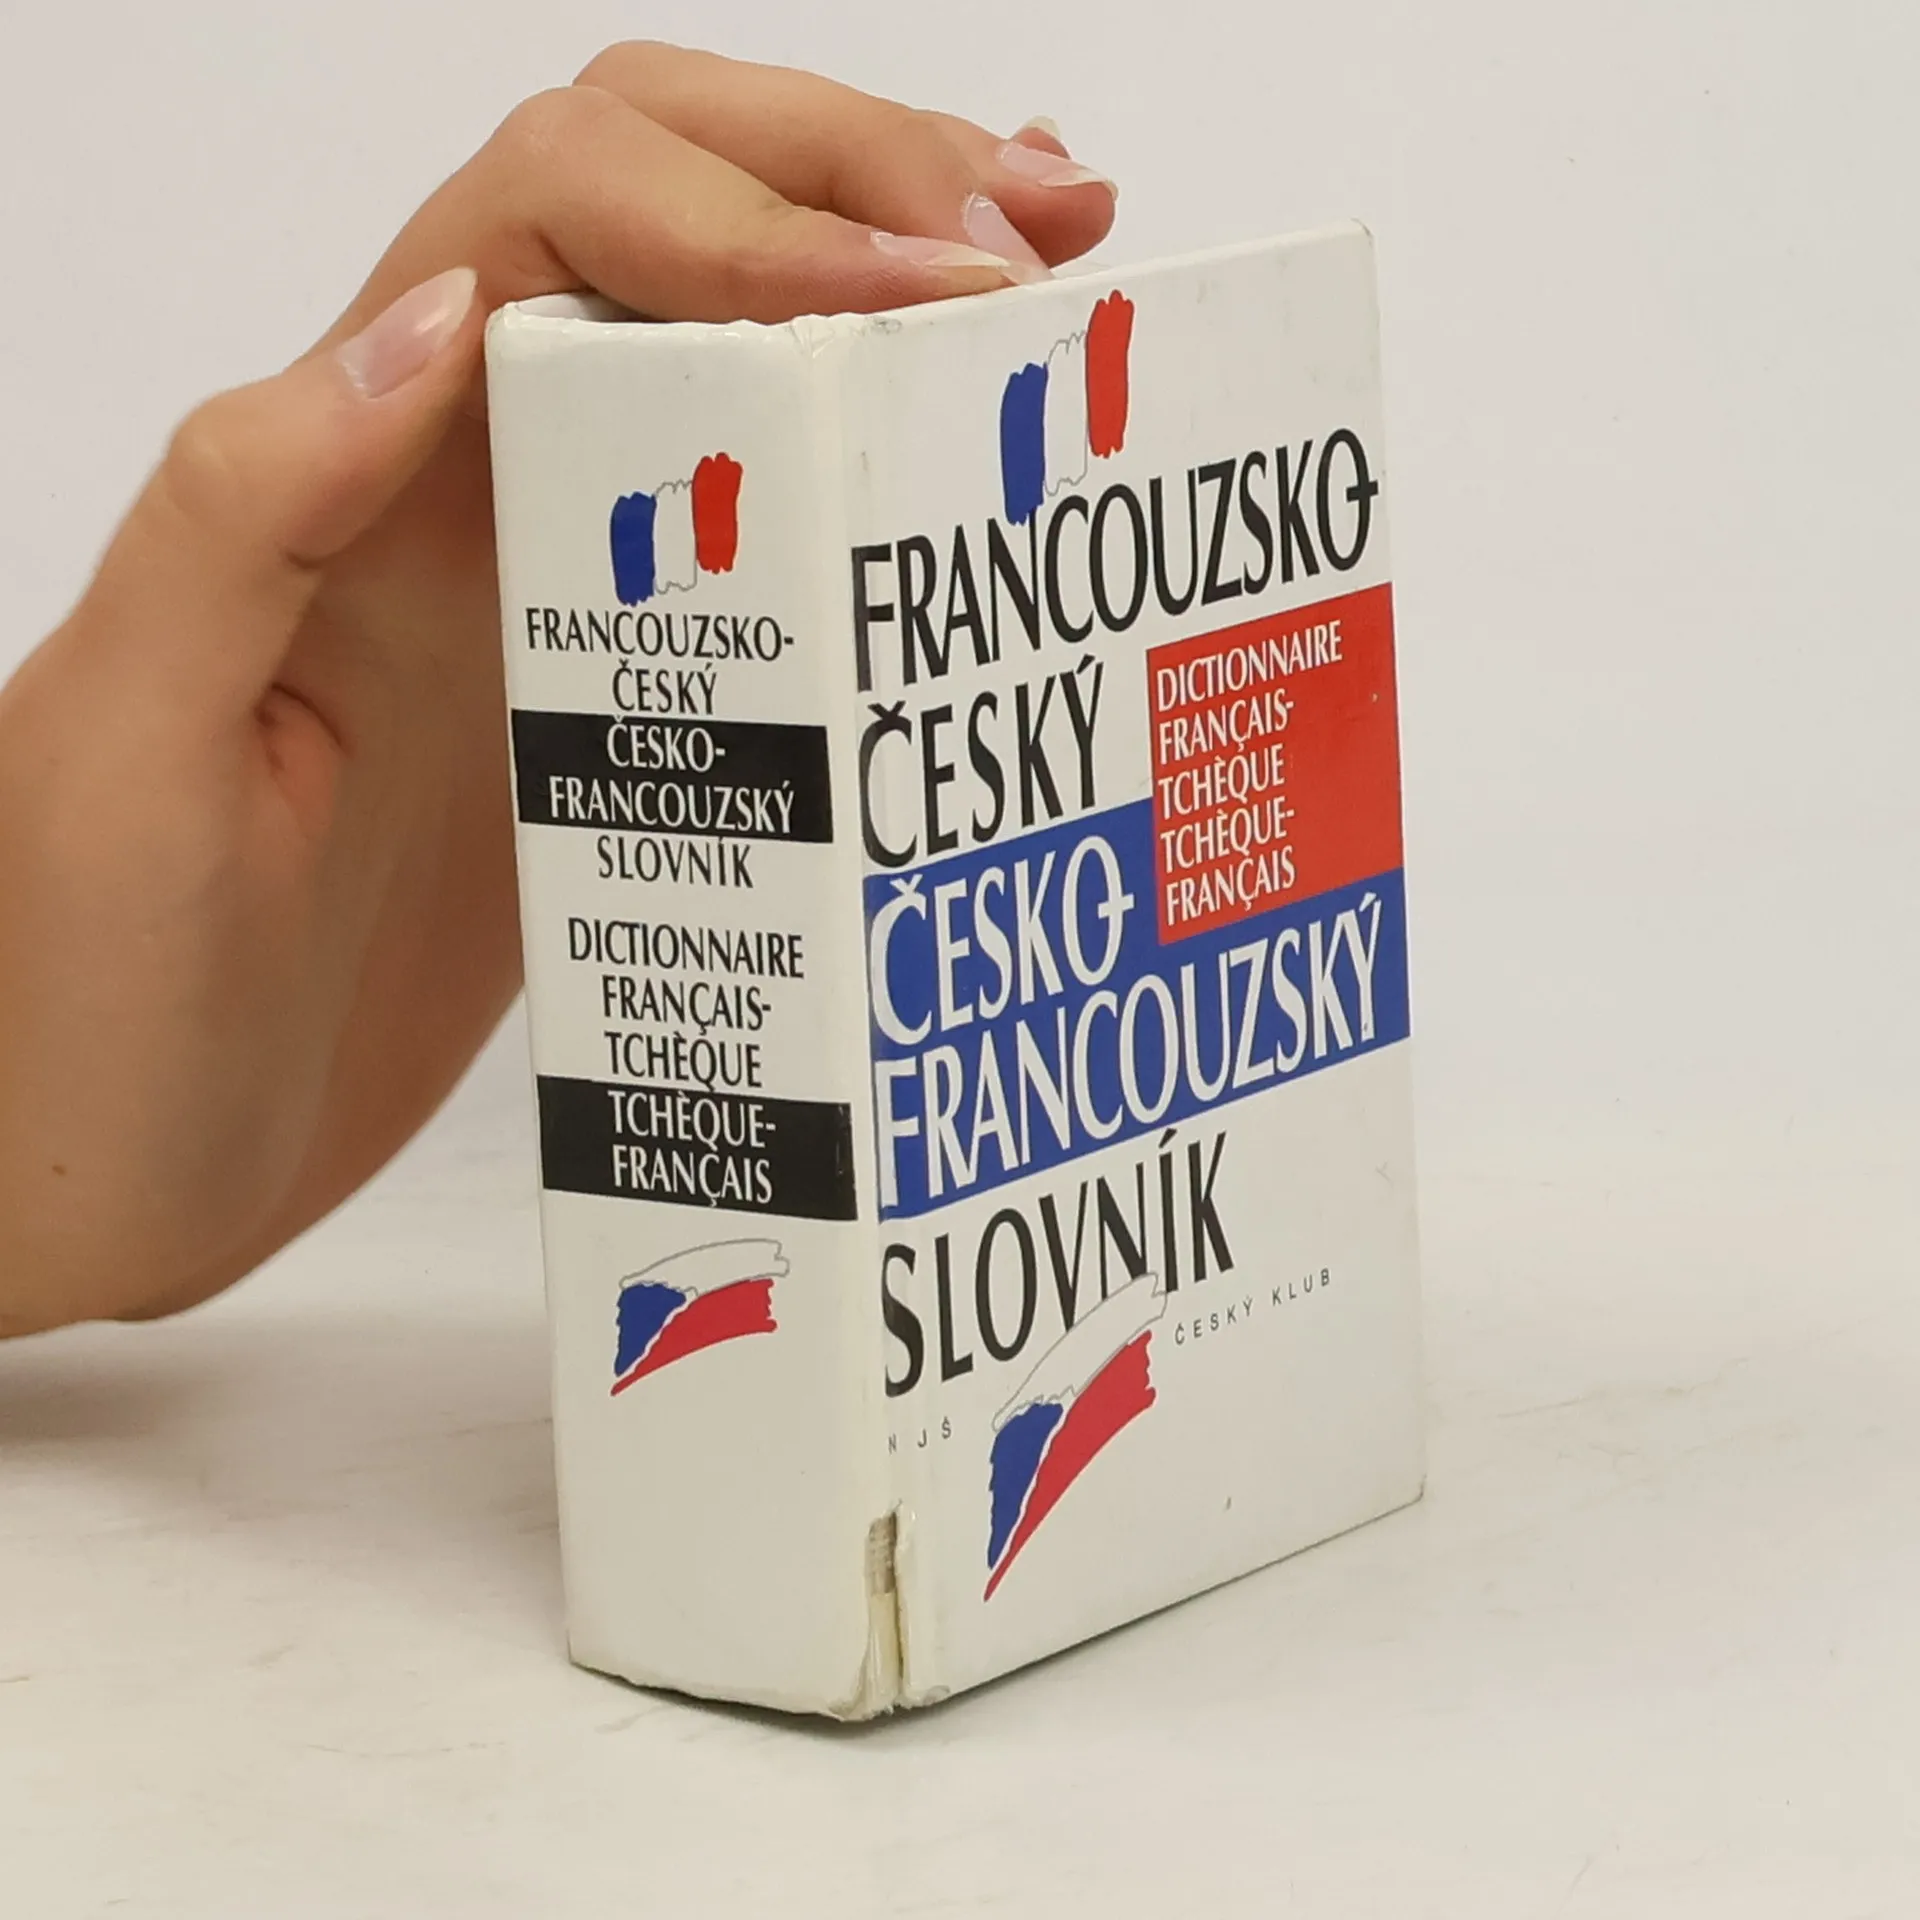 FRANCOUZSKO-
ČESKÝ
ČESKO-
FRANCOUZSKÝ
SLOVNÍK
DICTIONNAIRE
FRANÇAIS-
TCHÈQUE
TCHÈQUE-
FRANÇAIS
FRANCOUZSKO-
ČESKÝ
DICTIONNAIRE
FRANÇAIS-
TCHÈQUE
TCHÈQUE-
FRANÇAIS
ČESKO-
FRANCOUZSKÝ
SLOVNÍK
NJŠ
ČESKÝ KLUB